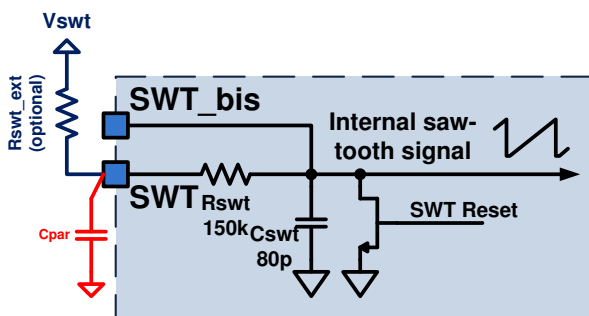 Vswt
Rswt_ext
(optional)
SWT_bis
Internal saw-
tooth signal
SWT
Rswt
150k
SWT Reset
Cswt
80p
Cpar